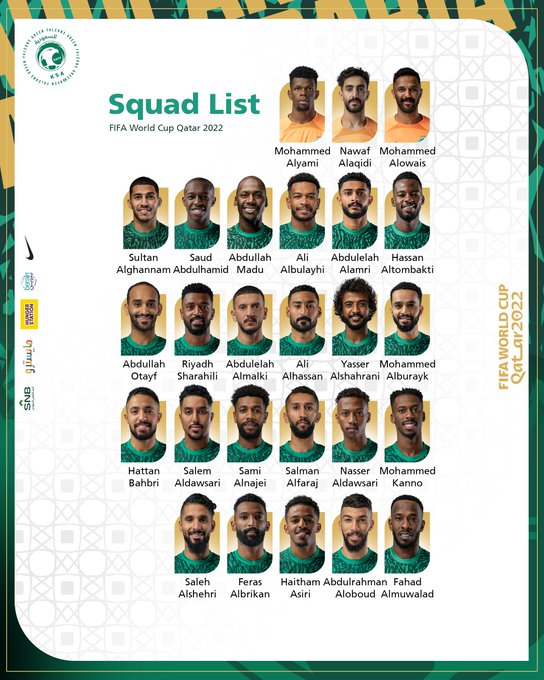 السعودية
K.S.A
Squad List
FIFA World Cup Qatar 2022
Mohammed Alyami
Nawaf Alaqidi
Mohammed Alowais
Sultan Alghannam
Saud Abdulhamid
Abdullah Madu
Ali Albulayhi
Abdulelah Alamri
Hassan Altombakti
Abdullah Otayf
Riyadh Sharahili
Abdulelah Almalki
Ali Alhassan
Yasser Alshahrani
Mohammed Alburayk
Hattan Bahbri
Salem Aldawsari
Sami Alnajei
Salman Alfaraj
Nasser Aldawsari
Mohammed Kanno
Saleh Alshehri
Feras Albrikan
Haitham Asiri
Abdulrahman Aloboud
Fahad Almuwalad
HUNGER
STATION
SNB
FIFA WORLD CUP
Qatar2022